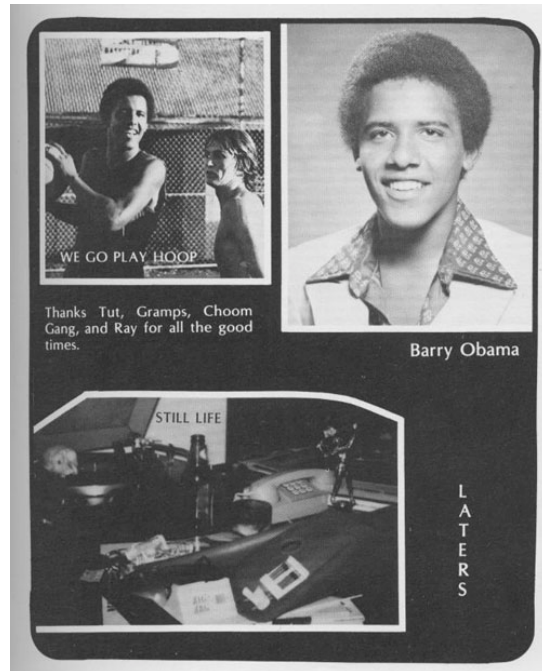 WE GO PLAY HOOP
Thanks Tut, Gramps, Choom
Gang, and Ray for all the good
times.
Barry Obama
STILL LIFE
LATERS